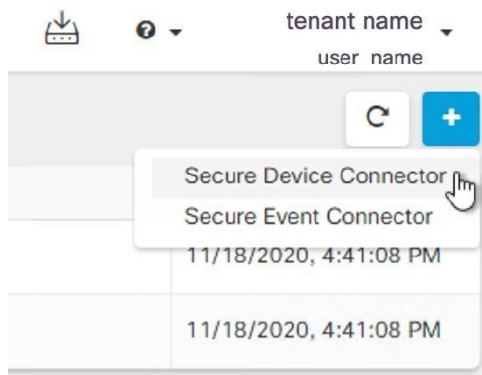 tenant name
user name
Secure Device Connector
Secure Event Connector
11/18/2020, 4:41:08 PM
11/18/2020, 4:41:08 PM